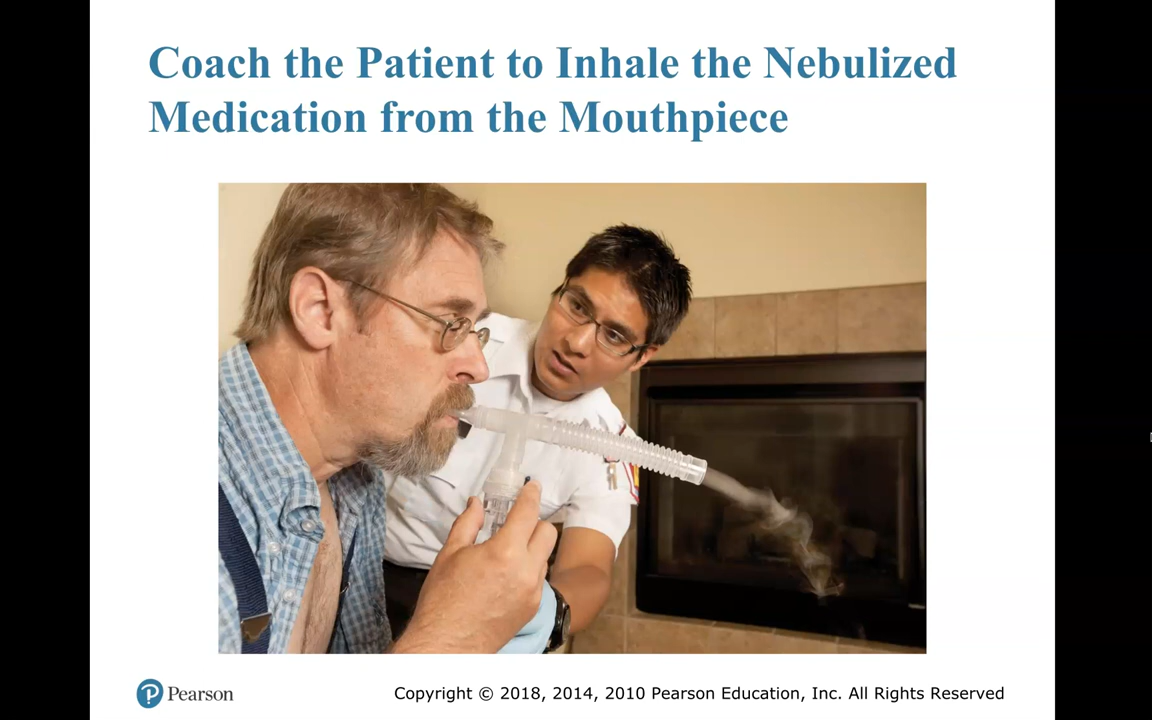 Coach the Patient to Inhale the Nebulized
Medication from the Mouthpiece
Pearson
Copyright © 2018, 2014, 2010 Pearson Education, Inc. All Rights Reserved